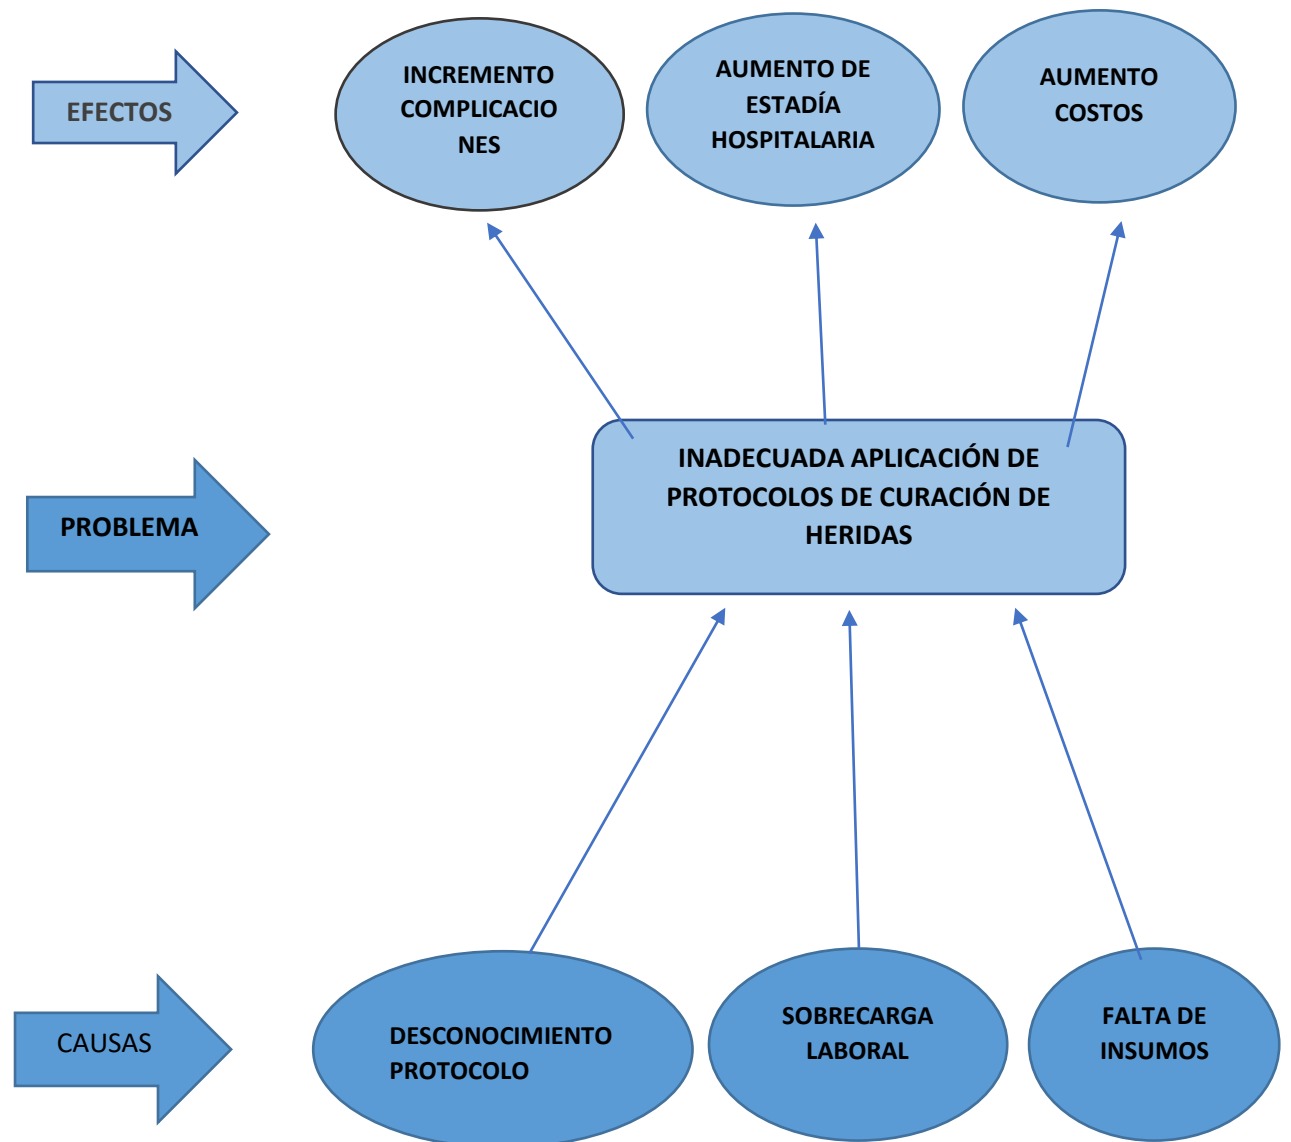 EFECTOS
INCREMENTO
COMPLICACIO
NES
AUMENTO DE
ESTADÍA
HOSPITALARIA
AUMENTO
COSTOS
PROBLEMA
INADECUADA APLICACIÓN DE
PROTOCOLOS DE CURACIÓN DE
HERIDAS
CAUSAS
DESCONOCIMIENTO
PROTOCOLO
SOBRECARGA
LABORAL
FALTA DE
INSUMOS